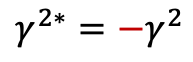 γ²* = −γ²